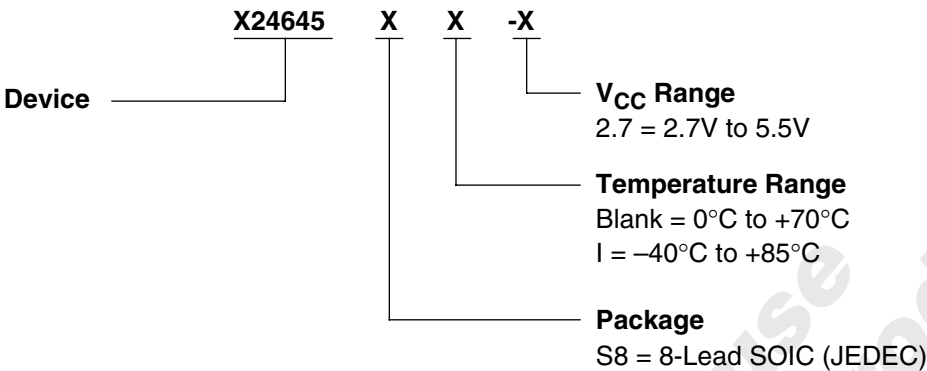 X24645 X X -X
Device
VCC Range
2.7 = 2.7V to 5.5V
Temperature Range
Blank = 0°C to +70°C
I = –40°C to +85°C
Package
S8 = 8-Lead SOIC (JEDEC)
use